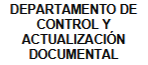 DEPARTAMENTO DE
CONTROL Y
ACTUALIZACIÓN
DOCUMENTAL